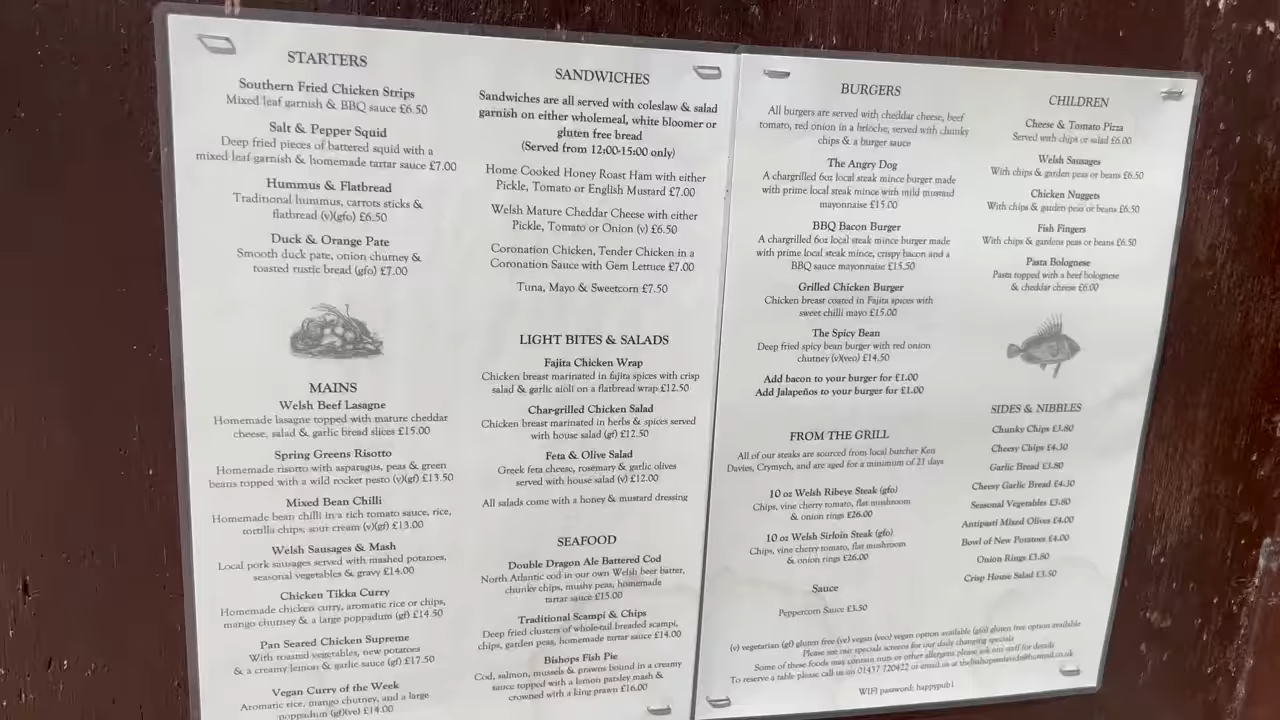 STARTERS
Southern Fried Chicken Strips
Mixed leaf garnish & BBQ sauce £6.50
Salt & Pepper Squid
Deep fried pieces of battered squid with a
mixed leaf garnish & homemade tartar sauce £7.00
Hummus & Flatbread
Traditional hummus, carrots sticks &
flatbread (v)(gfo) £6.50
Duck & Orange Pate
Smooth duck pate, onion churney &
toasted rustic bread (gfo) £7.00
MAINS
Welsh Beef Lasagne
Homemade lasagne topped with mature cheddar
cheese, salad & garlic bread slices £15.00
Spring Greens Risotto
Homemade risotto with asparagus, peas & green
beans topped with a wild rocket pesto (v)(gf) £13.50
Mixed Bean Chilli
Homemade bean chilli in a rich tomato sauce, rice,
tortilla chips, sour cream (v)(gf) £13.00
Welsh Sausages & Mash
Local pork sausages served with mashed potatoes,
seasonal vegetables & gravy £14.00
Chicken Tikka Curry
Homemade chicken curry, aromatic rice or chips,
mango chutney & a large poppadum (gf) £14.50
Pan Seared Chicken Supreme
With roasted vegetables, new potatoes
& a creamy lemon & garlic sauce (gf) £17.50
Vegan Curry of the Week
Aromatic rice, mango chutney, and a large
poppadum (gf)(ve) £14.00
SANDWICHES
Sandwiches are all served with coleslaw & salad
garnish on either wholemeal, white bloomer or
gluten free bread
(Served from 12:00-15:00 only)
Home Cooked Honey Roast Ham with either
Pickle, Tomato or English Mustard £7.00
Welsh Mature Cheddar Cheese with either
Pickle, Tomato or Onion (v) £6.50
Coronation Chicken, Tender Chicken in a
Coronation Sauce with Gem Lettuce £7.00
Tuna, Mayo & Sweetcorn £7.50
LIGHT BITES & SALADS
Fajita Chicken Wrap
Chicken breast marinated in fajita spices with crisp
salad & garlic aioli on a flatbread wrap £12.50
Char-grilled Chicken Salad
Chicken breast marinated in herbs & spices served
with house salad (gf) £12.50
Feta & Olive Salad
Greek feta cheese, rosemary & garlic olives
served with house salad (v) £12.00
All salads come with a honey & mustard dressing
SEAFOOD
Double Dragon Ale Battered Cod
North Atlantic cod in our own Welsh beer batter,
chunky chips, mushy peas, homemade
tartar sauce £15.00
Traditional Scampi & Chips
Deep fried clusters of whole-tail breaded scampi,
chips, garden peas, homemade tartar sauce £14.00
Bishops Fish Pie
Cod, salmon, mussels & prawns bound in a creamy
sauce topped with a lemon parsley mash &
crowned with a king prawn £16.00
BURGERS
All burgers are served with cheddar cheese, beef
tomato, red onion in a brioche, served with chunky
chips & a burger sauce
The Angry Dog
A chargrilled 6oz local steak mince burger made
with prime local steak mince with mild mustard
mayonnaise £15.00
BBQ Bacon Burger
A chargrilled 6oz local steak mince burger made
with prime local steak mince, crispy bacon and a
BBQ sauce mayonnaise £15.50
Grilled Chicken Burger
Chicken breast coated in Fajita spices with
sweet chilli mayo £15.00
The Spicy Bean
Deep fried spicy bean burger with red onion
chutney (v)(veo) £14.50
Add bacon to your burger for £1.00
Add Jalapeños to your burger for £1.00
FROM THE GRILL
All of our steaks are sourced from local butcher Ken
Davies, Crymych, and are aged for a minimum of 21 days
10 oz Welsh Ribeye Steak (gfo)
Chips, vine cherry tomato, flat mushroom
& onion rings £26.00
10 oz Welsh Sirloin Steak (gfo)
Chips, vine cherry tomato, flat mushroom
& onion rings £26.00
Sauce
Peppercorn Sauce £3.50
CHILDREN
Cheese & Tomato Pizza
Served with chips or salad £6.00
Welsh Sausages
With chips & garden peas or beans £6.50
Chicken Nuggets
With chips & garden peas or beans £6.50
Fish Fingers
With chips & gardens peas or beans £6.50
Pasta Bolognese
Pasta topped with a beef bolognese
& cheddar cheese £6.00
SIDES & NIBBLES
Chunky Chips £3.80
Cheesy Chips £4.30
Garlic Bread £3.80
Cheesy Garlic Bread £4.30
Seasonal Vegetables £3.80
Antipasti Mixed Olives £4.00
Bowl of New Potatoes £4.00
Onion Rings £3.80
Crisp House Salad £3.50
(v) vegetarian (gf) gluten free (ve) vegan (veo) vegan option available (gfo) gluten free option available
Please see our specials screens for our daily changing specials
Some of these foods may contain nuts or other allergens please ask our staff for details
To reserve a table please call us on 01437 720422 or email us at
WIFI password: happypub1